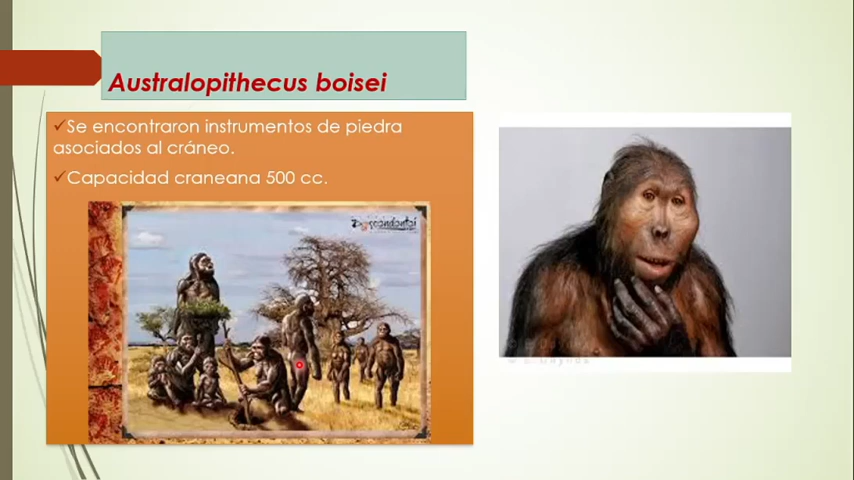 Australopithecus boisei
✓Se encontraron instrumentos de piedra
asociados al cráneo.
✓Capacidad craneana 500 cc.